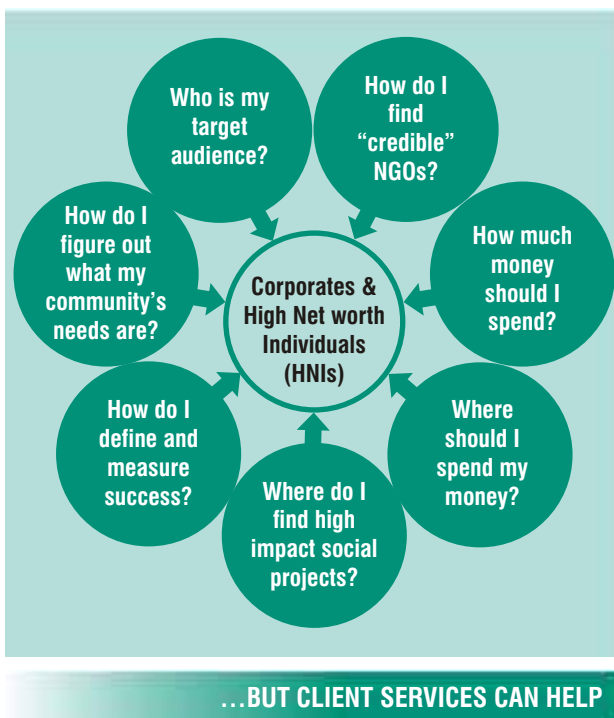 Who is my
target
audience?
How do I
find
“credible”
NGOs?
How do I
figure out
what my
community’s
needs are?
How much
money
should I
spend?
Corporates &
High Net worth
Individuals
(HNIs)
How do I
define and
measure
success?
Where
should I
spend my
money?
Where do I
find high
impact social
projects?
...BUT CLIENT SERVICES CAN HELP